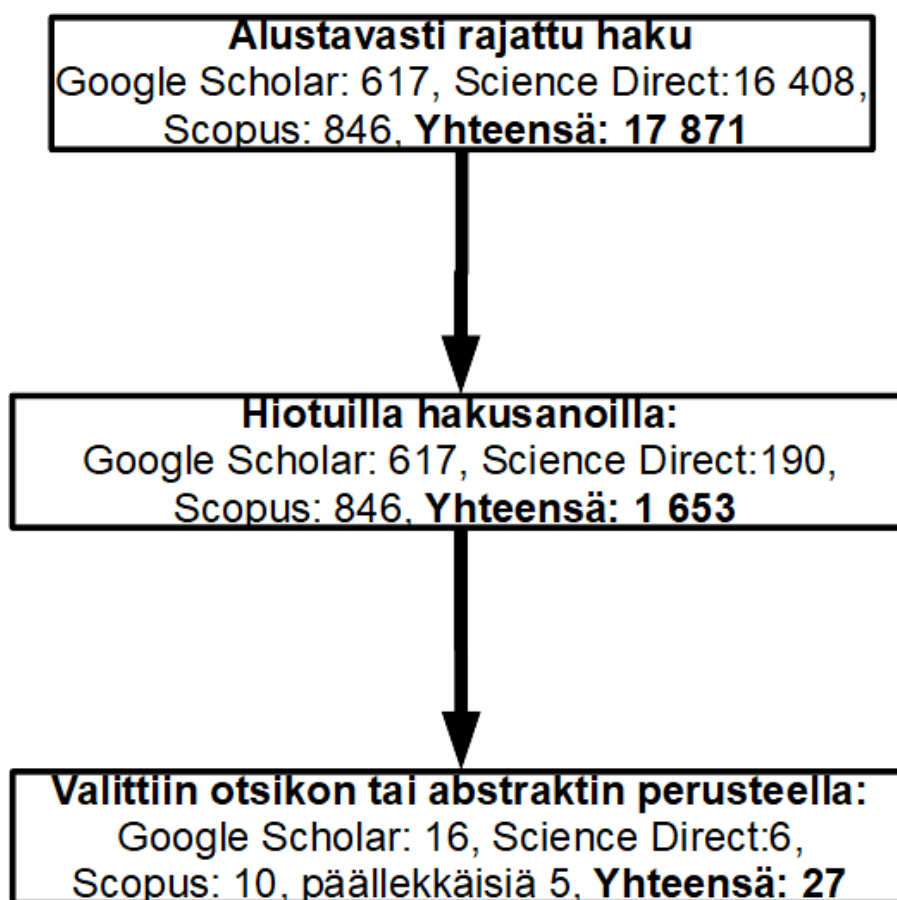 Alustavasti rajattu haku
Google Scholar: 617, Science Direct:16 408,
Scopus: 846, Yhteensä: 17 871
Hiotuilla hakusanoilla:
Google Scholar: 617, Science Direct:190,
Scopus: 846, Yhteensä: 1 653
Valittiin otsikon tai abstraktin perusteella:
Google Scholar: 16, Science Direct:6,
Scopus: 10, päällekkäisiä 5, Yhteensä: 27